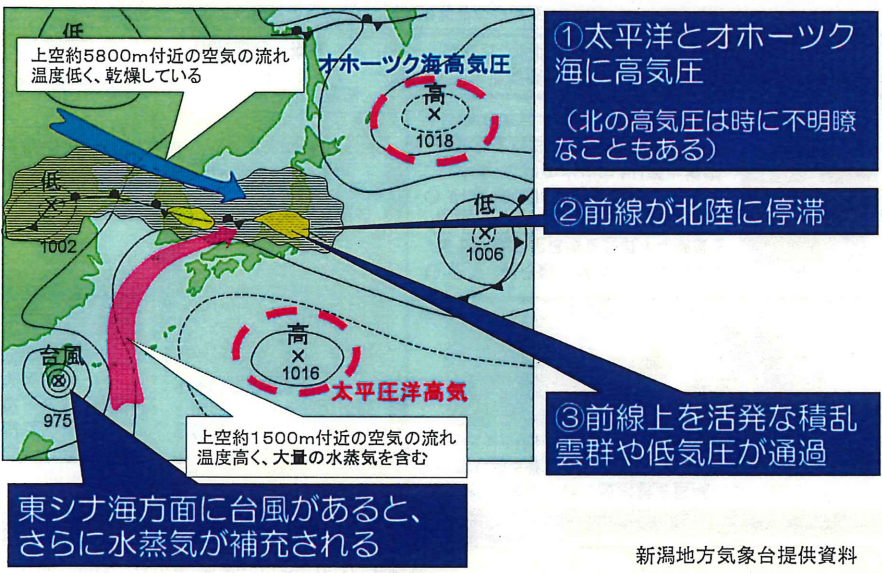 低
上空約5800m付近の空気の流れ
温度低く、乾燥している
オホーツク海高気圧
高
1018
①太平洋とオホーツク
海に高気圧
（北の高気圧は時に不明瞭
なこともある）
低
1002
低
1006
②前線が北陸に停滞
高
1016
太平圧洋高気
台風
975
上空約1500m付近の空気の流れ
温度高く、大量の水蒸気を含む
③前線上を活発な積乱
雲群や低気圧が通過
東シナ海方面に台風があると、
さらに水蒸気が補充される
新潟地方気象台提供資料